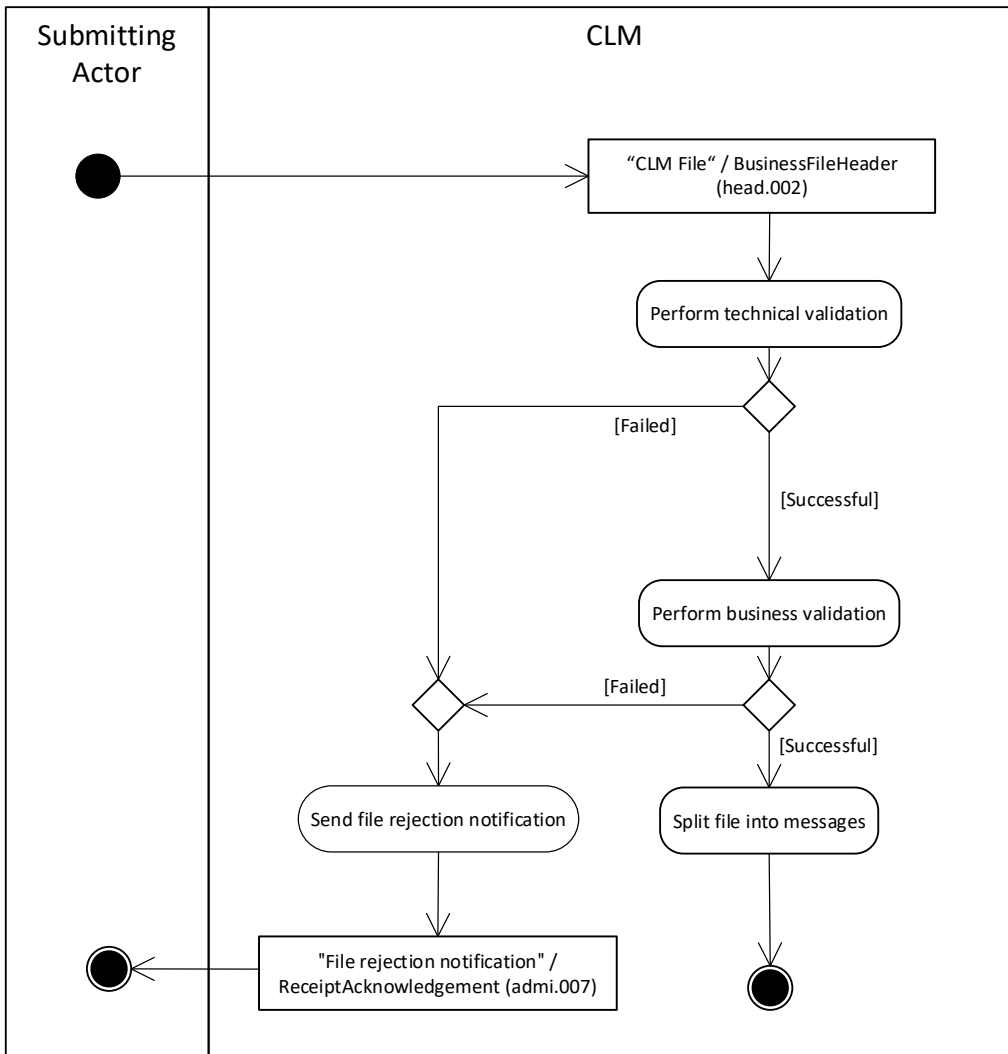 Submitting
Actor
CLM
“CLM File“ / BusinessFileHeader
(head.002)
Perform technical validation
[Failed]
[Successful]
Perform business validation
[Failed]
[Successful]
Send file rejection notification
Split file into messages
"File rejection notification" /
ReceiptAcknowledgement (admi.007)